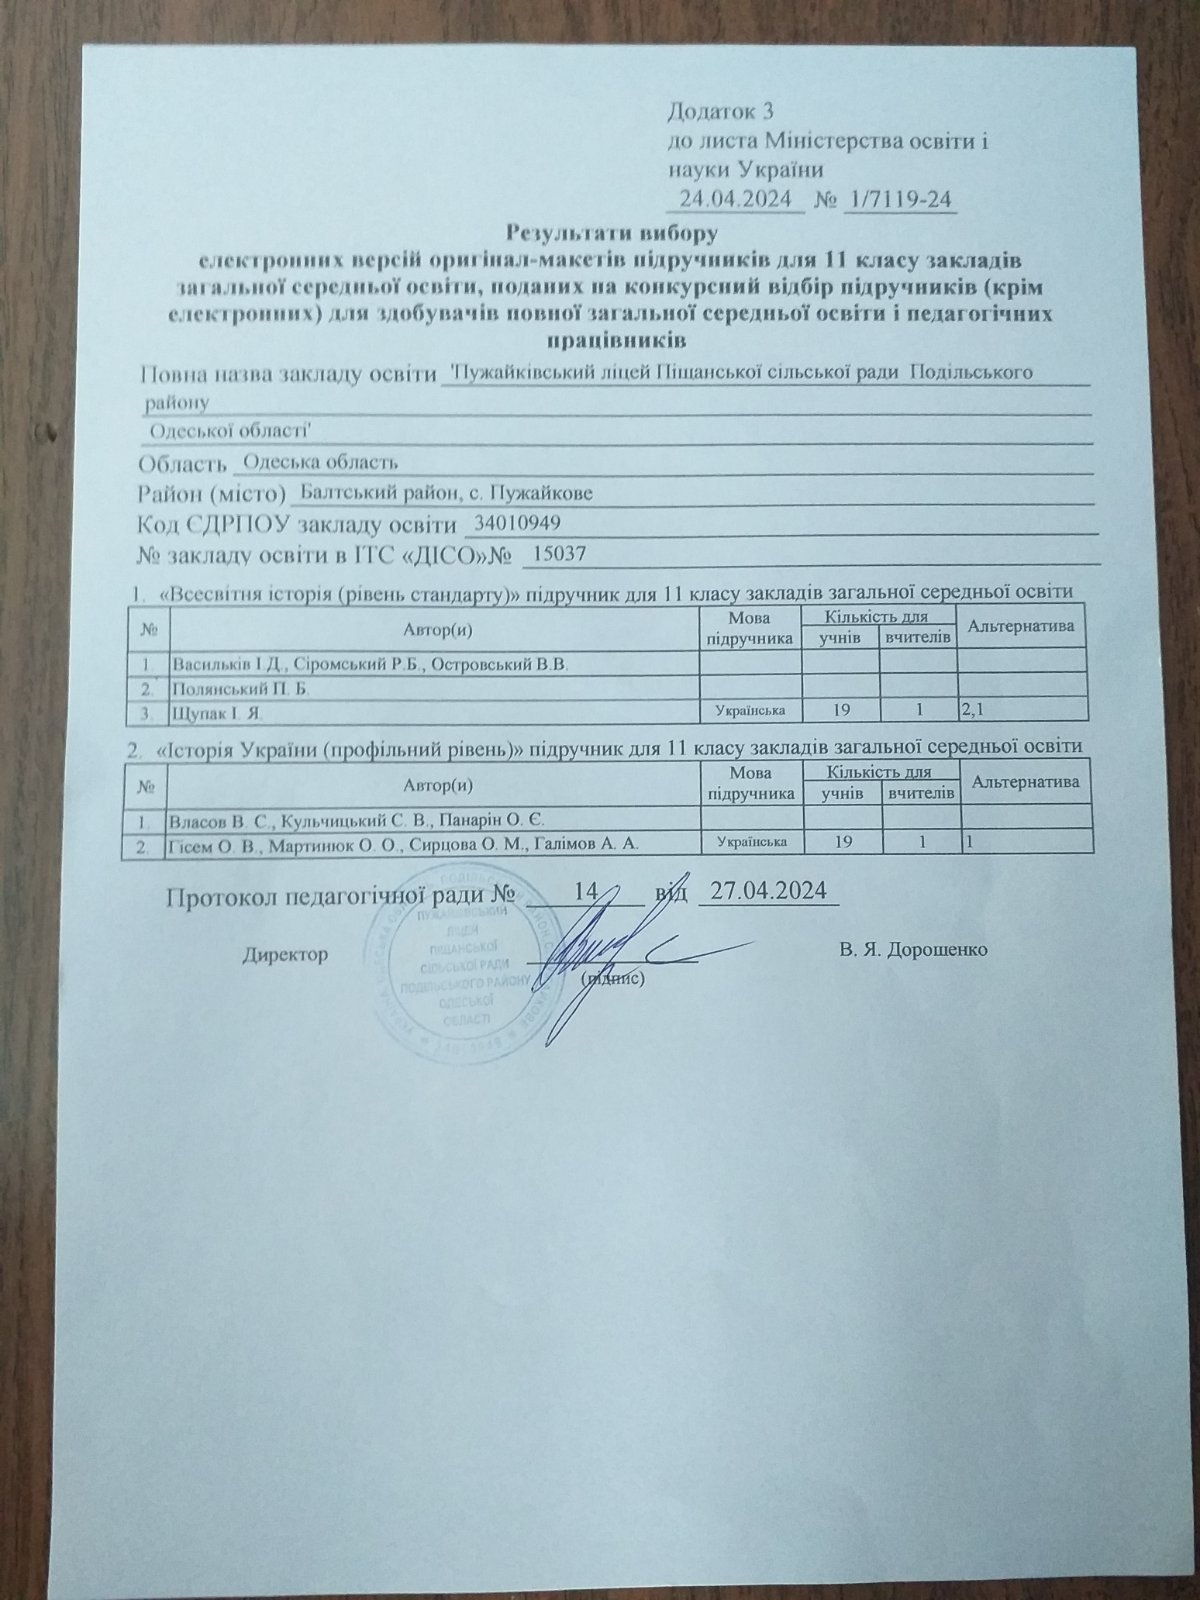 Додаток 3
до листа Міністерства освіти і
науки України
24.04.2024 № 1/7119-24
Результати вибору
електронних версій оригінал-макетів підручників для 11 класу закладів
загальної середньої освіти, поданих на конкурсний відбір підручників (крім
електронних) для здобувачів повної загальної середньої освіти і педагогічних
працівників
Повна назва закладу освіти 'Пужайківський ліцей Піщанської сільської ради Подільського
району
Одеської області'
Область Одеська область
Район (місто) Балтський район, с. Пужайкове
Код ЄДРПОУ закладу освіти 34010949
№ закладу освіти в ІТС «ДІСО»№ 15037
1. «Всесвітня історія (рівень стандарту)» підручник для 11 класу закладів загальної середньої освіти
№ Автор(и) Мова підручника Кількість для учнів вчителів Альтернатива
1. Васильків І.Д., Сіромський Р.Б., Островський В.В.
2. Полянський П. Б.
3. Щупак І. Я. Українська 19 1 2,1
2. «Історія України (профільний рівень)» підручник для 11 класу закладів загальної середньої освіти
№ Автор(и) Мова підручника Кількість для учнів вчителів Альтернатива
1. Власов В. С., Кульчицький С. В., Панарін О. Є.
2. Гісем О. В., Мартинюк О. О., Сирцова О. М., Галімов А. А. Українська 19 1 1
Протокол педагогічної ради № 14 від 27.04.2024
Директор (підпис) В. Я. Дорошенко
ПУЖАЙКІВСЬКИЙ
ЛІЦЕЙ
ПІЩАНСЬКОЇ
СІЛЬСЬКОЇ РАДИ
ПОДІЛЬСЬКОГО РАЙОНУ
ОДЕСЬКОЇ
ОБЛАСТІ